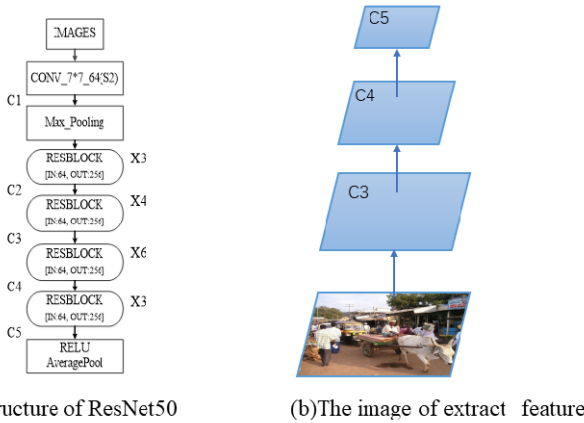 IMAGES
CONV_7*7_64(S2)
C1
Max_Pooling
RESBLOCK
[IN:64, OUT:256]
X3
C2
RESBLOCK
[IN:64, OUT:256]
X4
C3
RESBLOCK
[IN:64, OUT:256]
X6
C4
RESBLOCK
[IN:64, OUT:256]
X3
C5
RELU
AveragePool
ructure of ResNet50
C5
C4
C3
(b)The image of extract feature